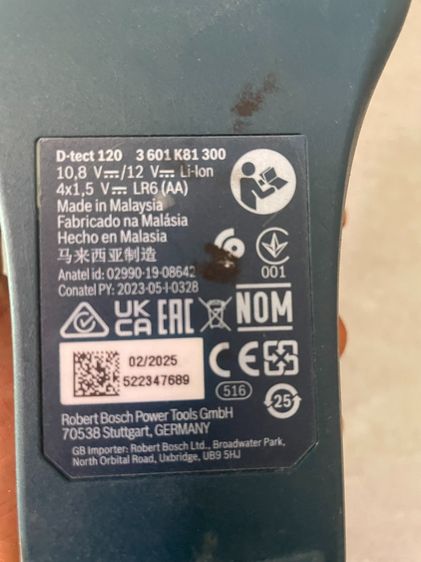 D-tect 120 3 601 K81 300
10,8 V⎓/12 V⎓ Li-Ion
4x1,5 V⎓ LR6 (AA)
Made in Malaysia
Fabricado na Malásia
Hecho en Malasia
马来西亚制造
001
Anatel id: 02990-19-08642
Conatel PY: 2023-05-I-0328
UK
CA
EAC
NOM
02/2025
522347689
CE
516
25
Robert Bosch Power Tools GmbH
70538 Stuttgart, GERMANY
GB Importer: Robert Bosch Ltd., Broadwater Park,
North Orbital Road, Uxbridge, UB9 5HJ